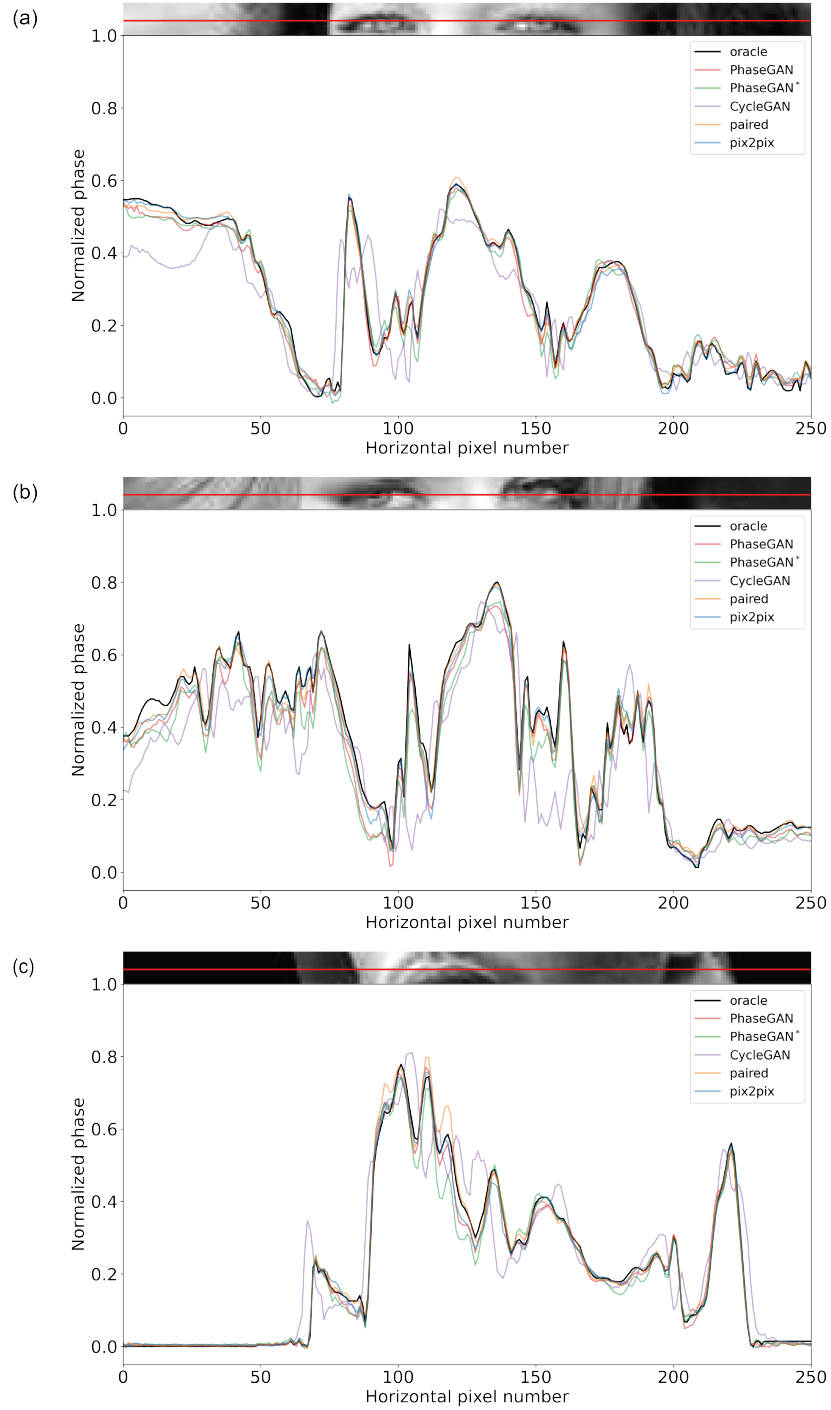 (a)
1.0
0.8
0.6
0.4
0.2
0.0
Normalized phase
oracle
PhaseGAN
PhaseGAN*
CycleGAN
paired
pix2pix
0 50 100 150 200 250
Horizontal pixel number
(b)
1.0
0.8
0.6
0.4
0.2
0.0
Normalized phase
oracle
PhaseGAN
PhaseGAN*
CycleGAN
paired
pix2pix
0 50 100 150 200 250
Horizontal pixel number
(c)
1.0
0.8
0.6
0.4
0.2
0.0
Normalized phase
oracle
PhaseGAN
PhaseGAN*
CycleGAN
paired
pix2pix
0 50 100 150 200 250
Horizontal pixel number